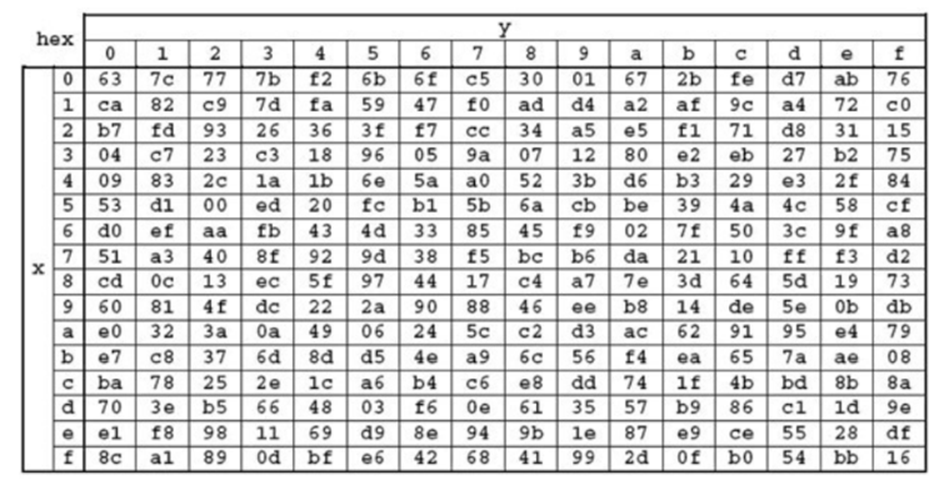 y
hex
0 1 2 3 4 5 6 7 8 9 a b c d e f
0 63 7c 77 7b f2 6b 6f c5 30 01 67 2b fe d7 ab 76
1 ca 82 c9 7d fa 59 47 f0 ad d4 a2 af 9c a4 72 c0
2 b7 fd 93 26 36 3f f7 cc 34 a5 e5 f1 71 d8 31 15
3 04 c7 23 c3 18 96 05 9a 07 12 80 e2 eb 27 b2 75
4 09 83 2c 1a 1b 6e 5a a0 52 3b d6 b3 29 e3 2f 84
5 53 d1 00 ed 20 fc b1 5b 6a cb be 39 4a 4c 58 cf
6 d0 ef aa fb 43 4d 33 85 45 f9 02 7f 50 3c 9f a8
7 51 a3 40 8f 92 9d 38 f5 bc b6 da 21 10 ff f3 d2
x
8 cd 0c 13 ec 5f 97 44 17 c4 a7 7e 3d 64 5d 19 73
9 60 81 4f dc 22 2a 90 88 46 ee b8 14 de 5e 0b db
a e0 32 3a 0a 49 06 24 5c c2 d3 ac 62 91 95 e4 79
b e7 c8 37 6d 8d d5 4e a9 6c 56 f4 ea 65 7a ae 08
c ba 78 25 2e 1c a6 b4 c6 e8 dd 74 1f 4b bd 8b 8a
d 70 3e b5 66 48 03 f6 0e 61 35 57 b9 86 c1 1d 9e
e e1 f8 98 11 69 d9 8e 94 9b 1e 87 e9 ce 55 28 df
f 8c a1 89 0d bf e6 42 68 41 99 2d 0f b0 54 bb 16